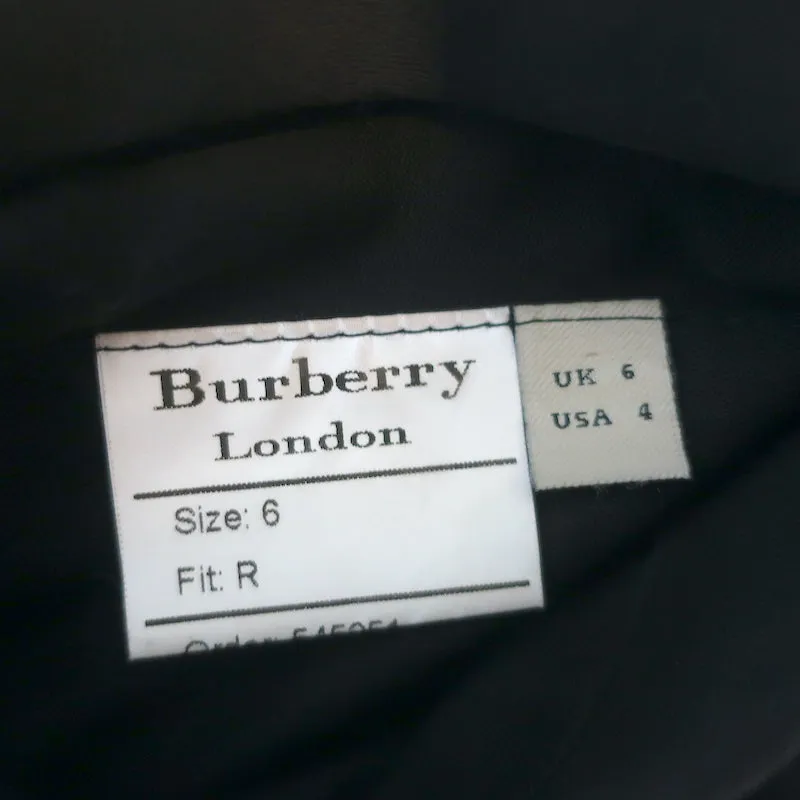 Burberry
London
Size: 6
Fit: R
UK 6
USA 4